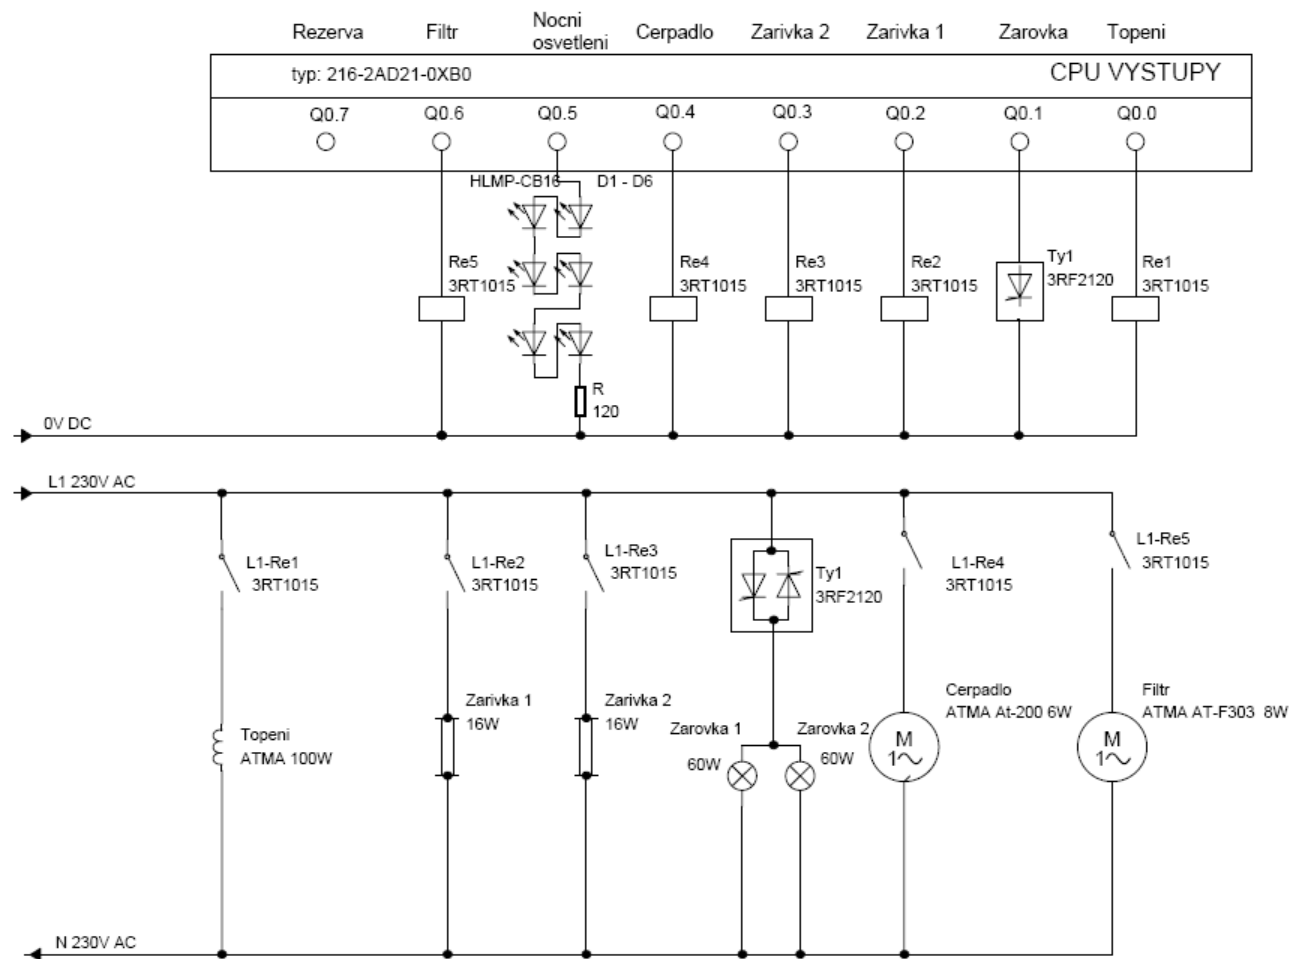 Rezerva
Filtr
Nocni
osvetleni
Cerpadlo
Zarivka 2
Zarivka 1
Zarovka
Topeni
typ: 216-2AD21-0XB0
CPU VYSTUPY
Q0.7
Q0.6
Q0.5
Q0.4
Q0.3
Q0.2
Q0.1
Q0.0
HLMP-CB16
D1 - D6
Re5
3RT1015
Re4
3RT1015
Re3
3RT1015
Re2
3RT1015
Ty1
3RF2120
Re1
3RT1015
R
120
0V DC
L1 230V AC
L1-Re1
3RT1015
L1-Re2
3RT1015
L1-Re3
3RT1015
Ty1
3RF2120
L1-Re4
3RT1015
L1-Re5
3RT1015
Topeni
ATMA 100W
Zarivka 1
16W
Zarivka 2
16W
Zarovka 1
60W
Zarovka 2
60W
Cerpadlo
ATMA At-200 6W
M
1
Filtr
ATMA AT-F303 8W
M
1
N 230V AC